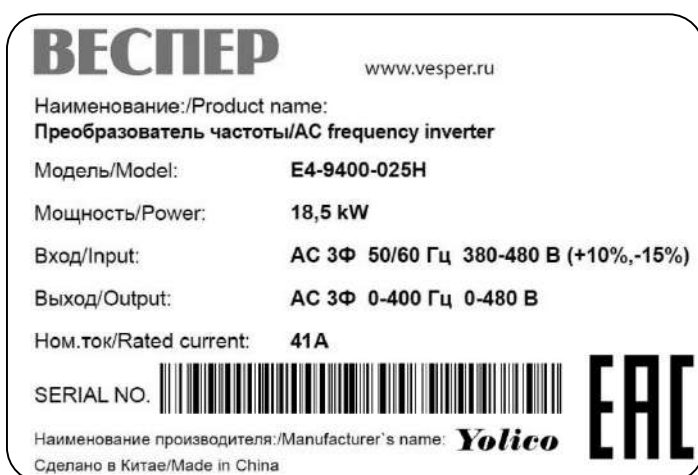 ВЕСПЕР
www.vesper.ru
Наименование:/Product name:
Преобразователь частоты/AC frequency inverter
Модель/Model: E4-9400-025H
Мощность/Power: 18,5 kW
Вход/Input: АС 3Ф 50/60 Гц 380-480 В (+10%,-15%)
Выход/Output: АС 3Ф 0-400 Гц 0-480 В
Ном.ток/Rated current: 41A
SERIAL NO.
Наименование производителя:/Manufacturer`s name: Yolico
Сделано в Китае/Made in China
EAC